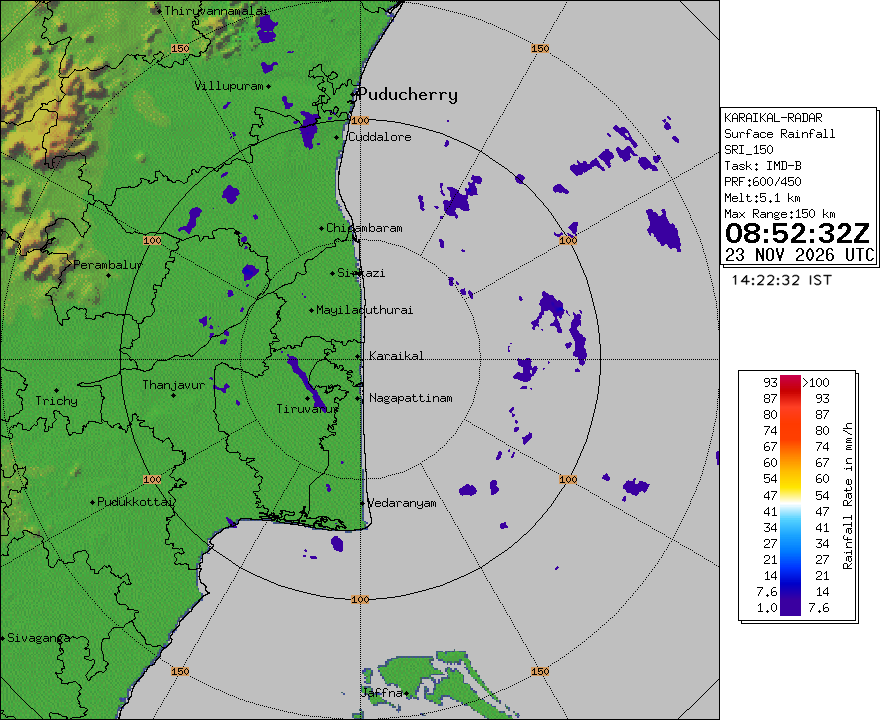 Thiruvannamalai
150
150
Villupuram
Puducherry
100
Cuddalore
Chidambaram
100
100
Perambalur
Sirkazi
Mayiladuthurai
Karaikal
Thanjavur
Trichy
Nagapattinam
Tiruvarur
100
100
Pudukkottai
Vedaranyam
100
Sivaganga
150
150
Jaffna
KARAIKAL-RADAR
Surface Rainfall
SRI_150
Task: IMD-B
PRF:600/450
Melt:5.1 km
Max Range:150 km
08:52:32Z
23 NOV 2026 UTC
14:22:32 IST
93 >100
87 93
80 87
74 80
67 74
60 67
54 60
47 54
41 47
34 41
27 34
21 27
14 21
7.6 14
1.0 7.6
Rainfall Rate in mm/h